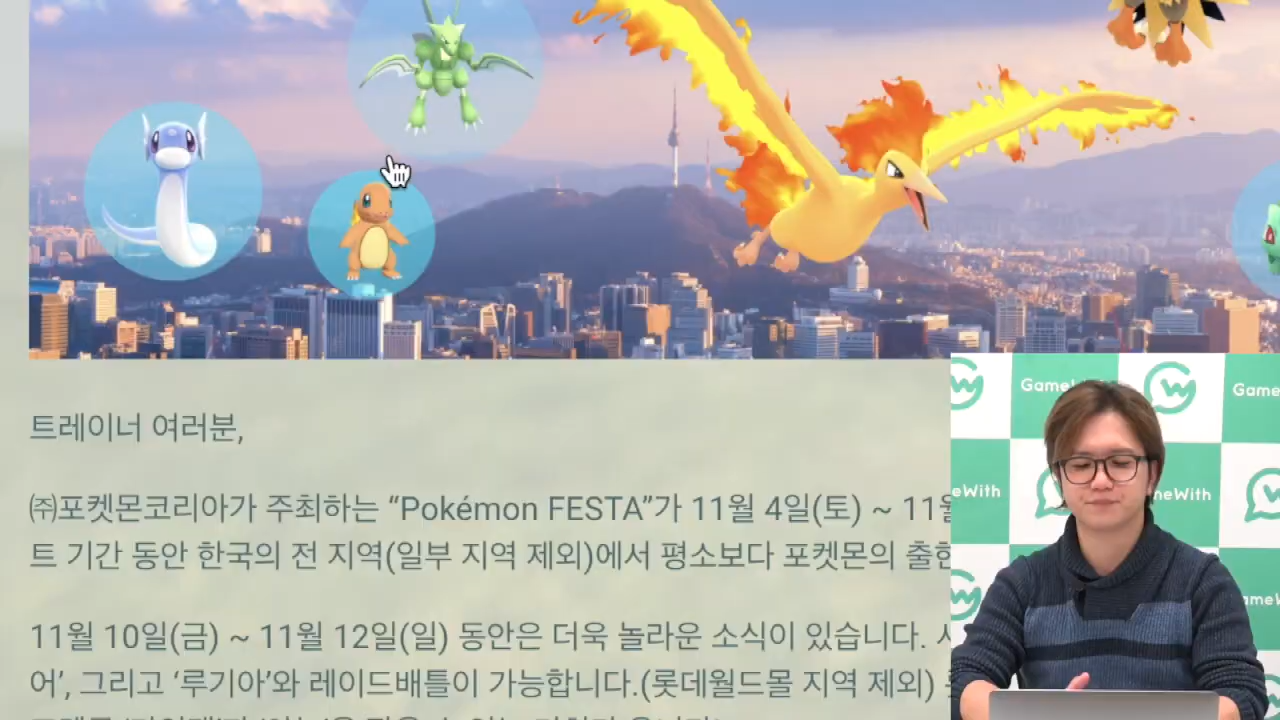 트레이너 여러분,
㈜포켓몬코리아가 주최하는 “Pokémon FESTA”가 11월 4일(토) ~
트 기간 동안 한국의 전 지역(일부 지역 제외)에서 평소보다 포켓몬의
11월 10일(금) ~ 11월 12일(일) 동안은 더욱 놀라운 소식이 있습니다.
어’, 그리고 ‘루기아’와 레이드배틀이 가능합니다.(롯데월드몰 지역 제외)
GameWith
eWith
neWith